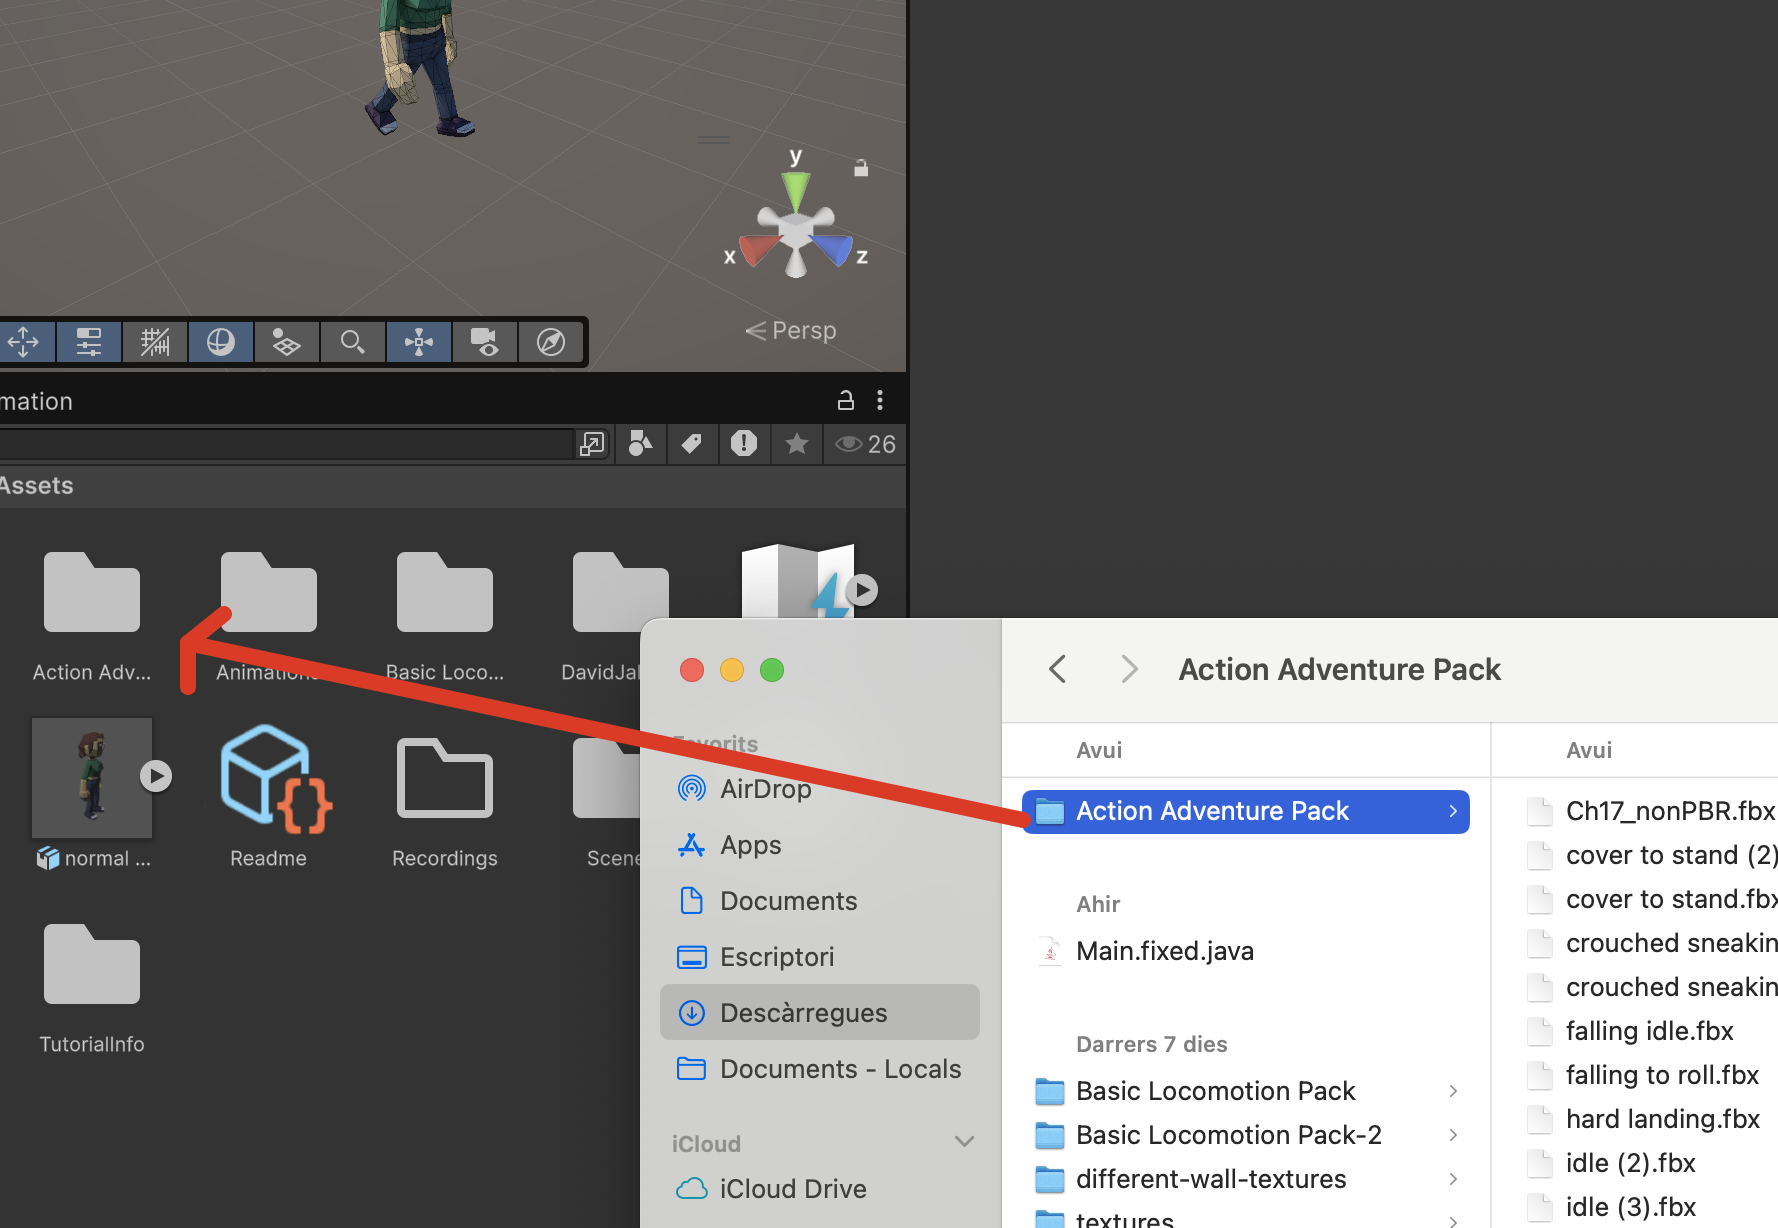 y
x
z
Persp
mation
26
Assets
Action Adv...
Basic Loco...
normal ...
Readme
Recordings
TutorialInfo
Favorits
AirDrop
Apps
Documents
Escriptori
Descàrregues
Documents - Locals
iCloud
iCloud Drive
Action Adventure Pack
Avui
Action Adventure Pack
Ahir
Main.fixed.java
Darrers 7 dies
Basic Locomotion Pack
Basic Locomotion Pack-2
different-wall-textures
textures
Avui
Ch17_nonPBR.fbx
cover to stand (2)
cover to stand.fbx
crouched sneakin
crouched sneakin
falling idle.fbx
falling to roll.fbx
hard landing.fbx
idle (2).fbx
idle (3).fbx